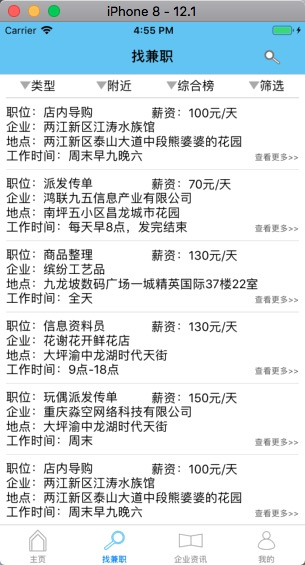 iPhone 8 - 12.1
Carrier 4:55 PM
找兼职
类型 附近 综合榜 筛选
职位：店内导购 薪资：100元/天
企业：两江新区江涛水族馆
地点：两江新区泰山大道中段熊婆婆的花园
工作时间：周末早九晚六 查看更多>>
职位：派发传单 薪资：70元/天
企业：鸿联九五信息产业有限公司
地点：南坪五小区昌龙城市花园
工作时间：每天早8点，发完结束 查看更多>>
职位：商品整理 薪资：130元/天
企业：缤纷工艺品
地点：九龙坡数码广场一城精英国际37楼22室
工作时间：全天 查看更多>>
职位：信息资料员 薪资：130元/天
企业：花谢花开鲜花店
地点：大坪渝中龙湖时代天街
工作时间：9点-18点 查看更多>>
职位：玩偶派发传单 薪资：150元/天
企业：重庆淼空网络科技有限公司
地点：大坪渝中龙湖时代天街
工作时间：周末 查看更多>>
职位：店内导购 薪资：100元/天
企业：两江新区江涛水族馆
地点：两江新区泰山大道中段熊婆婆的花园
工作时间：周末早九晚六 查看更多>>
主页 找兼职 企业资讯 我的